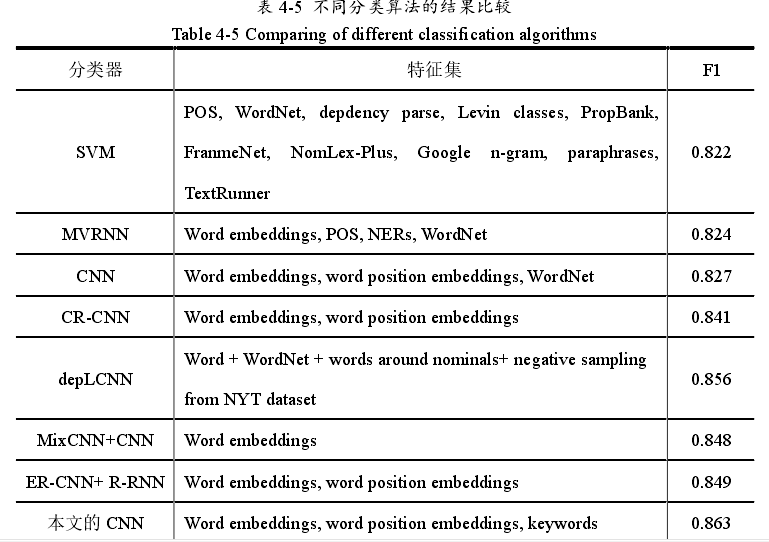 表 4-5 不同分类算法的结果比较
Table 4-5 Comparing of different classification algorithms
分类器 特征集 F1
POS, WordNet, depdency parse, Levin classes, PropBank,
SVM FranmeNet, NomLex-Plus, Google n-gram, paraphrases, 0.822
TextRunner
MVRNN Word embeddings, POS, NERs, WordNet 0.824
CNN Word embeddings, word position embeddings, WordNet 0.827
CR-CNN Word embeddings, word position embeddings 0.841
Word + WordNet + words around nominals+ negative sampling
depLCNN 0.856
from NYT dataset
MixCNN+CNN Word embeddings 0.848
ER-CNN+ R-RNN Word embeddings, word position embeddings 0.849
本文的 CNN Word embeddings, word position embeddings, keywords 0.863